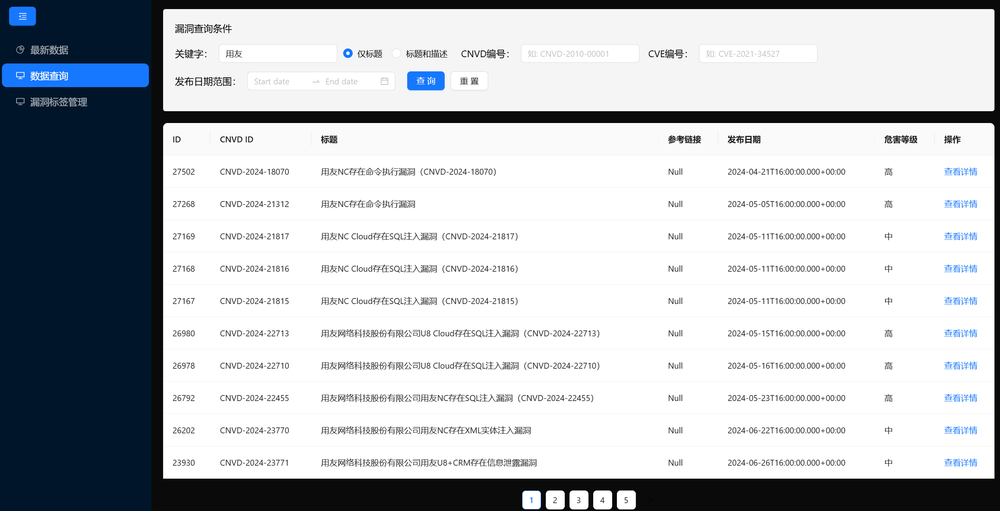 最新数据
数据查询
漏洞标签管理
漏洞查询条件
关键字： 用友 仅标题 标题和描述 CNVD编号： 如: CNVD-2010-00001 CVE编号： 如: CVE-2021-34527
发布日期范围： Start date End date 查 询 重 置
ID CNVD ID 标题 参考链接 发布日期 危害等级 操作
27502 CNVD-2024-18070 用友NC存在命令执行漏洞（CNVD-2024-18070） Null 2024-04-21T16:00:00.000+00:00 高 查看详情
27268 CNVD-2024-21312 用友NC存在命令执行漏洞 Null 2024-05-05T16:00:00.000+00:00 高 查看详情
27169 CNVD-2024-21817 用友NC Cloud存在SQL注入漏洞（CNVD-2024-21817） Null 2024-05-11T16:00:00.000+00:00 中 查看详情
27168 CNVD-2024-21816 用友NC Cloud存在SQL注入漏洞（CNVD-2024-21816） Null 2024-05-11T16:00:00.000+00:00 中 查看详情
27167 CNVD-2024-21815 用友NC Cloud存在SQL注入漏洞（CNVD-2024-21815） Null 2024-05-11T16:00:00.000+00:00 中 查看详情
26980 CNVD-2024-22713 用友网络科技股份有限公司U8 Cloud存在SQL注入漏洞（CNVD-2024-22713） Null 2024-05-15T16:00:00.000+00:00 高 查看详情
26978 CNVD-2024-22710 用友网络科技股份有限公司U8 Cloud存在SQL注入漏洞（CNVD-2024-22710） Null 2024-05-16T16:00:00.000+00:00 高 查看详情
26792 CNVD-2024-22455 用友网络科技股份有限公司用友NC存在SQL注入漏洞（CNVD-2024-22455） Null 2024-05-23T16:00:00.000+00:00 高 查看详情
26202 CNVD-2024-23770 用友网络科技股份有限公司用友NC存在XML实体注入漏洞 Null 2024-06-22T16:00:00.000+00:00 中 查看详情
23930 CNVD-2024-23771 用友网络科技股份有限公司用友U8+CRM存在信息泄露漏洞 Null 2024-06-26T16:00:00.000+00:00 中 查看详情
1 2 3 4 5